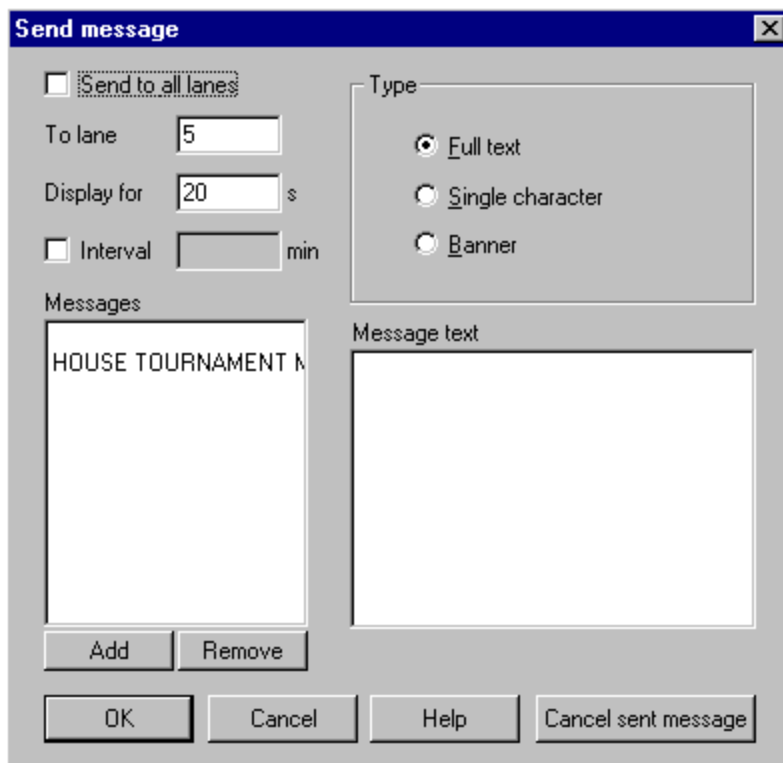 Send message
Send to all lanes
To lane 5
Display for 20 s
Interval min
Type
Full text
Single character
Banner
Messages
HOUSE TOURNAMENT
Message text
Add Remove
OK Cancel Help Cancel sent message